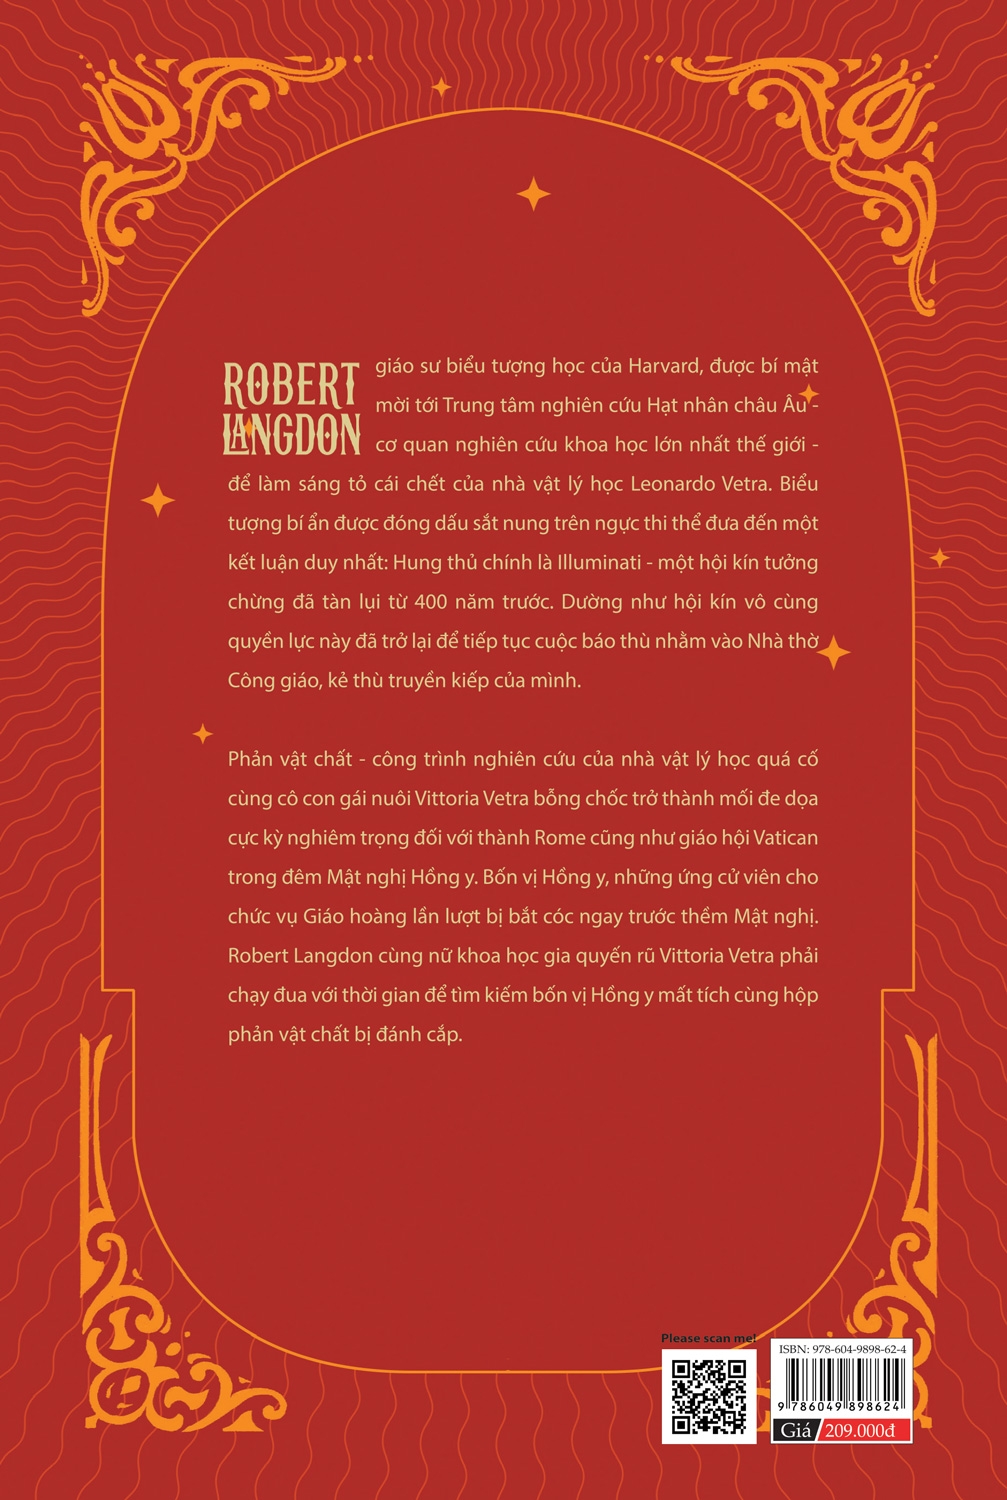 ROBERT
LANGDON
giáo sư biểu tượng học của Harvard, được bí mật
mời tới Trung tâm nghiên cứu Hạt nhân châu Âu -
cơ quan nghiên cứu khoa học lớn nhất thế giới -
để làm sáng tỏ cái chết của nhà vật lý học Leonardo Vetra. Biểu
tượng bí ẩn được đóng dấu sắt nung trên ngực thi thể đưa đến một
kết luận duy nhất: Hung thủ chính là Illuminati - một hội kín tưởng
chừng đã tàn lụi từ 400 năm trước. Dường như hội kín vô cùng
quyền lực này đã trở lại để tiếp tục cuộc báo thù nhằm vào Nhà thờ
Công giáo, kẻ thù truyền kiếp của mình.
Phản vật chất - công trình nghiên cứu của nhà vật lý học quá cố
cùng cô con gái nuôi Vittoria Vetra bỗng chốc trở thành mối đe dọa
cực kỳ nghiêm trọng đối với thành Rome cũng như giáo hội Vatican
trong đêm Mật nghị Hồng y. Bốn vị Hồng y, những ứng cử viên cho
chức vụ Giáo hoàng lần lượt bị bắt cóc ngay trước thềm Mật nghị.
Robert Langdon cùng nữ khoa học gia quyến rũ Vittoria Vetra phải
chạy đua với thời gian để tìm kiếm bốn vị Hồng y mất tích cùng hộp
phản vật chất bị đánh cắp.
Please scan me!
ISBN: 978-604-9898-62-4
9 786049 898624
Giá 209.000đ